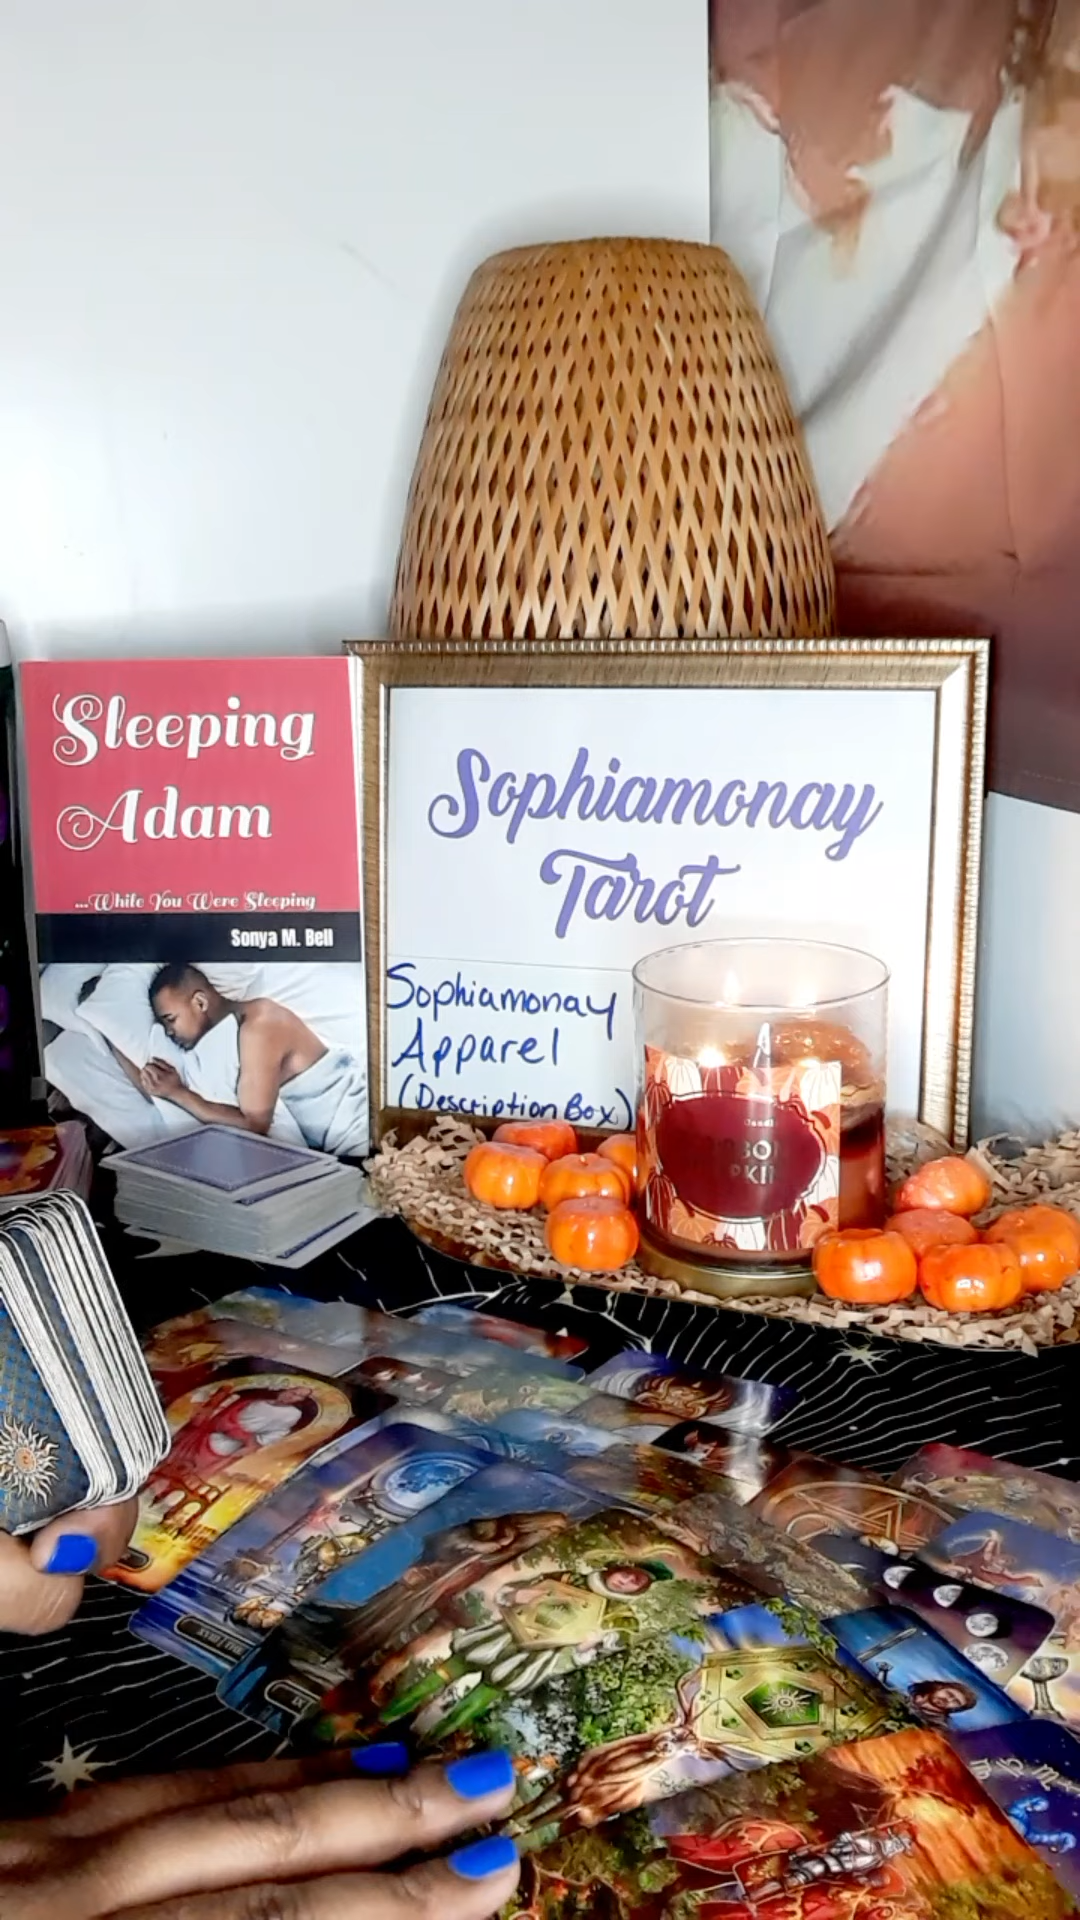 Sleeping
Adam
...While You Were Sleeping
Sonya M. Bell
Sophiamonay
Tarot
Sophiamonay
Apparel
(Description Box)